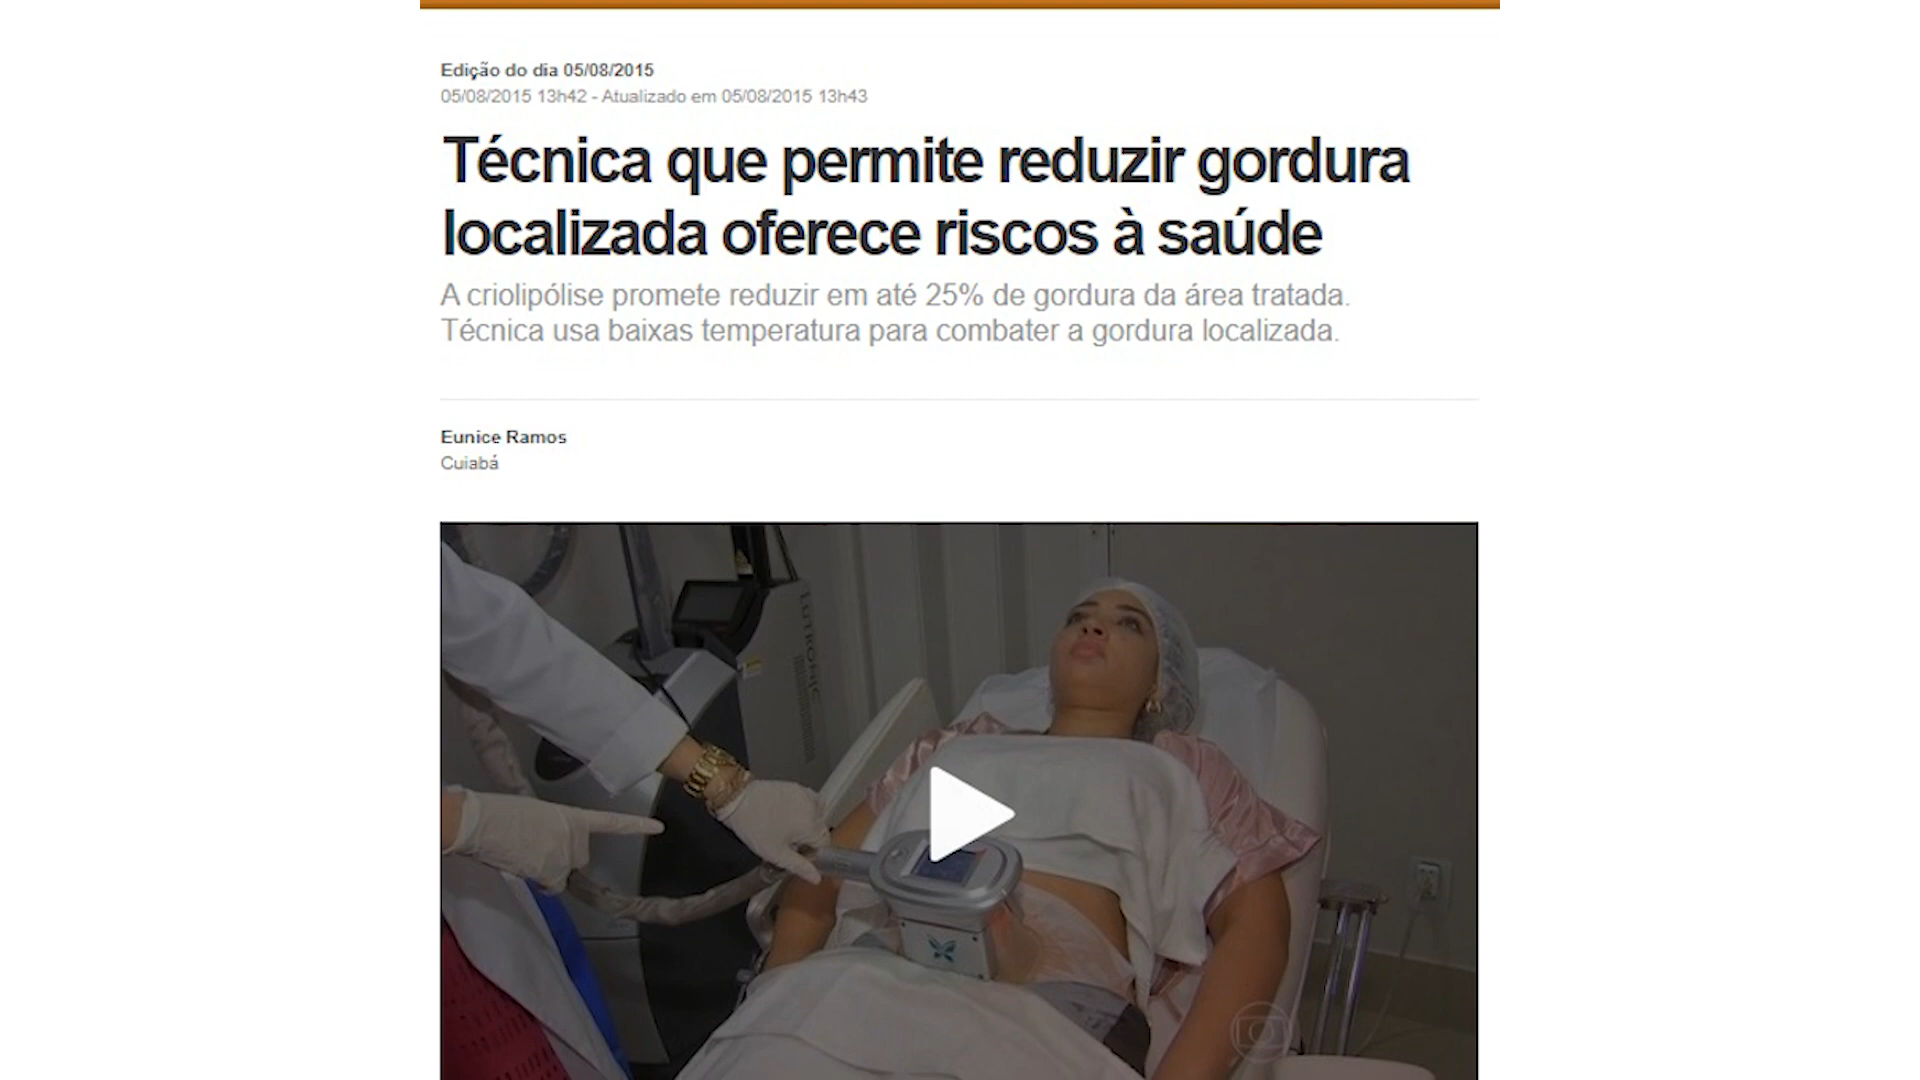 Edição do dia 05/08/2015
05/08/2015 13h42 - Atualizado em 05/08/2015 13h43
Técnica que permite reduzir gordura
localizada oferece riscos à saúde
A criolipólise promete reduzir em até 25% de gordura da área tratada.
Técnica usa baixas temperatura para combater a gordura localizada.
Eunice Ramos
Cuiabá
LUTRONIC